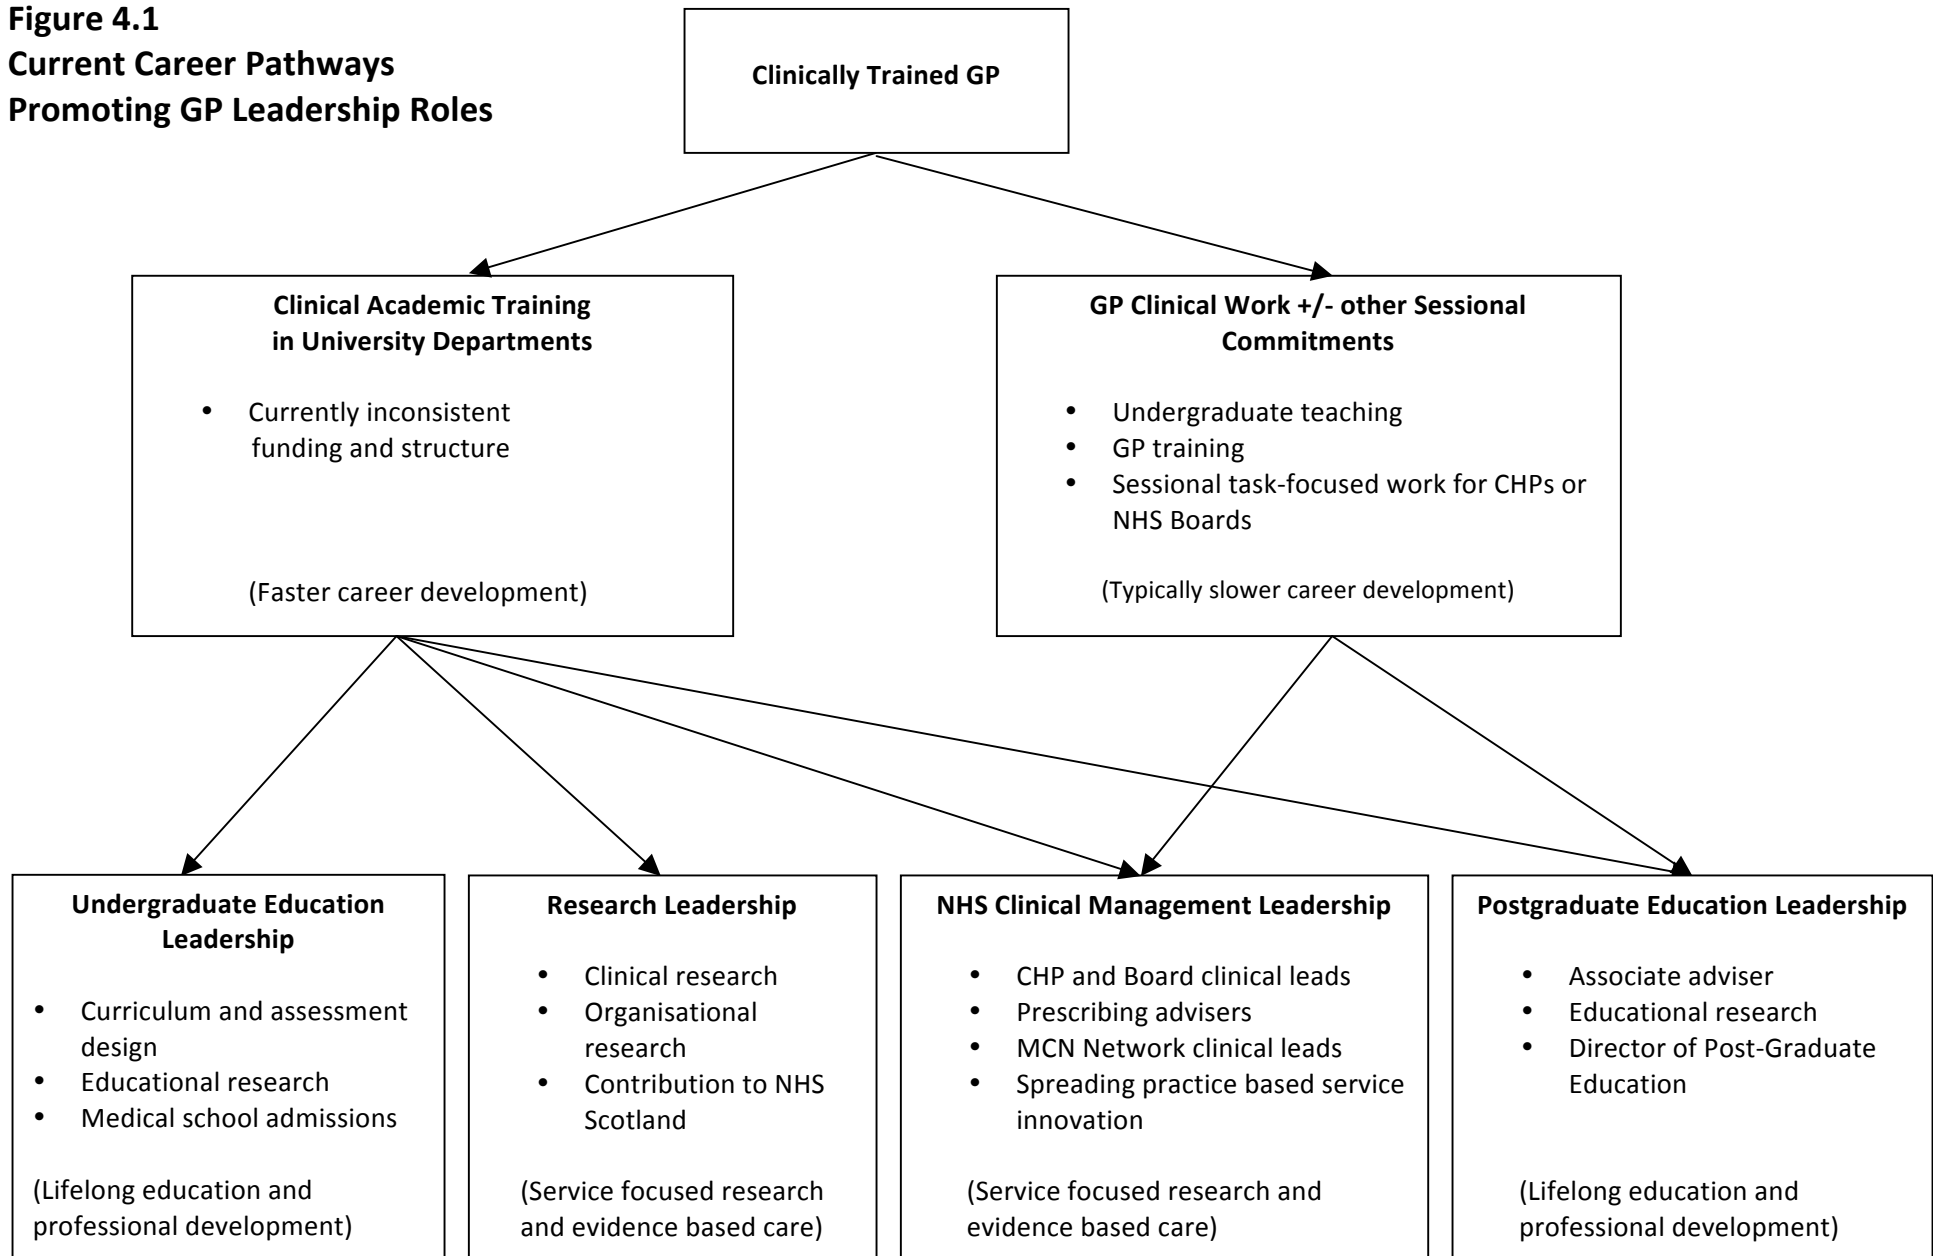 Figure 4.1
Current Career Pathways
Promoting GP Leadership Roles
Clinically Trained GP
Clinical Academic Training
in University Departments
• Currently inconsistent
funding and structure
(Faster career development)
GP Clinical Work +/- other Sessional
Commitments
• Undergraduate teaching
• GP training
• Sessional task-focused work for CHPs or
NHS Boards
(Typically slower career development)
Undergraduate Education
Leadership
• Curriculum and assessment
design
• Educational research
• Medical school admissions
(Lifelong education and
professional development)
Research Leadership
• Clinical research
• Organisational
research
• Contribution to NHS
Scotland
(Service focused research
and evidence based care)
NHS Clinical Management Leadership
• CHP and Board clinical leads
• Prescribing advisers
• MCN Network clinical leads
• Spreading practice based service
innovation
(Service focused research and
evidence based care)
Postgraduate Education Leadership
• Associate adviser
• Educational research
• Director of Post-Graduate
Education
(Lifelong education and
professional development)